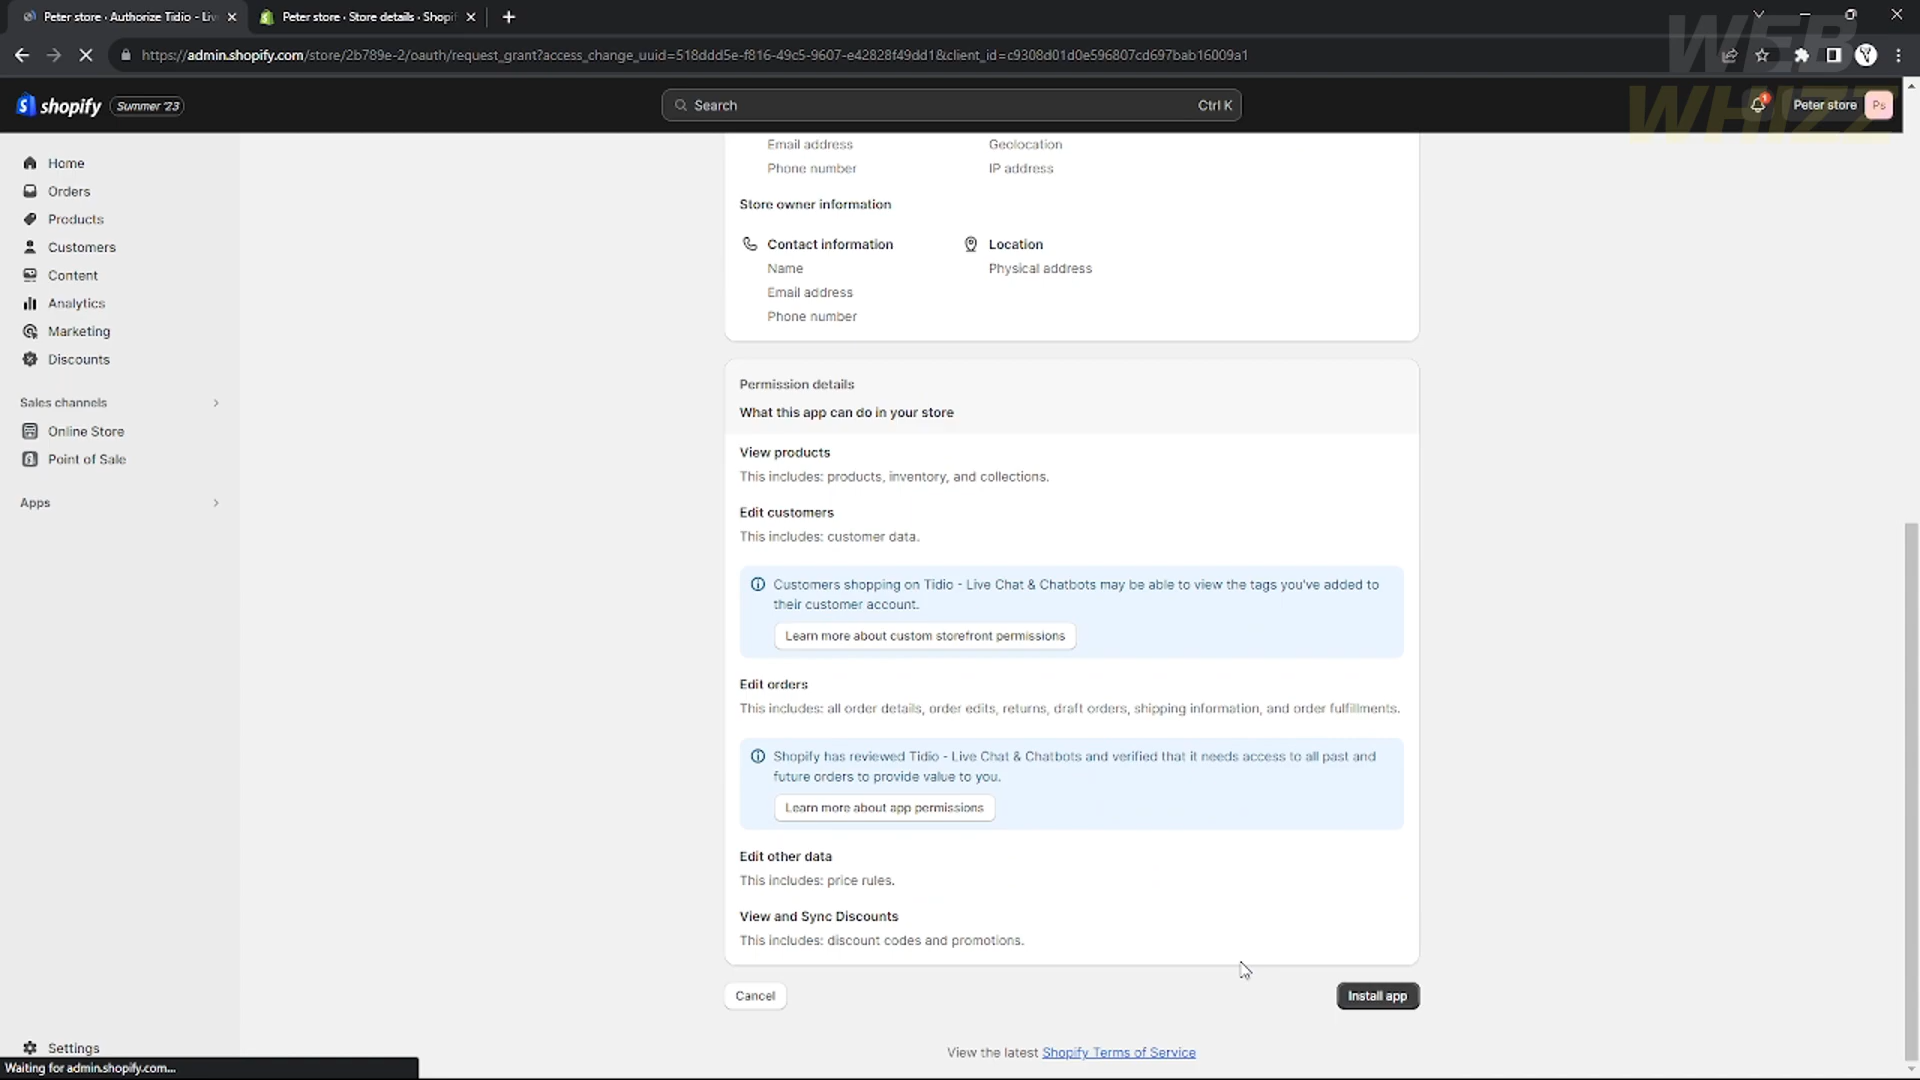 Peter store · Authorize Tidio - Liv
Peter store · Store details · Shopif
https://admin.shopify.com/store/2b789e-2/oauth/request_grant?access_change_uuid=518ddd5e-f816-49c5-9607-e42828f49dd1&client_id=c9308d01d0e596807cd697bab16009a1
WEB
WHIZZ
shopify
Summer '23
Search
Ctrl K
1
Peter store
Ps
Home
Orders
Products
Customers
Content
Analytics
Marketing
Discounts
Sales channels
Online Store
Point of Sale
Apps
Settings
Waiting for admin.shopify.com...
Email address
Geolocation
Phone number
IP address
Store owner information
Contact information
Location
Name
Physical address
Email address
Phone number
Permission details
What this app can do in your store
View products
This includes: products, inventory, and collections.
Edit customers
This includes: customer data.
Customers shopping on Tidio - Live Chat & Chatbots may be able to view the tags you've added to
their customer account.
Learn more about custom storefront permissions
Edit orders
This includes: all order details, order edits, returns, draft orders, shipping information, and order fulfillments.
Shopify has reviewed Tidio - Live Chat & Chatbots and verified that it needs access to all past and
future orders to provide value to you.
Learn more about app permissions
Edit other data
This includes: price rules.
View and Sync Discounts
This includes: discount codes and promotions.
Cancel
Install app
View the latest Shopify Terms of Service